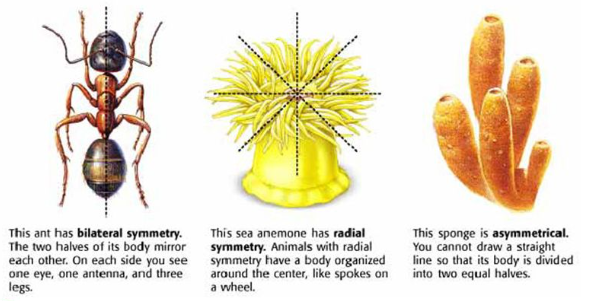 This ant has bilateral symmetry.
The two halves of its body mirror
each other. On each side you see
one eye, one antenna, and three
legs.
This sea anemone has radial
symmetry. Animals with radial
symmetry have a body organized
around the center, like spokes on
a wheel.
This sponge is asymmetrical.
You cannot draw a straight
line so that its body is divided
into two equal halves.